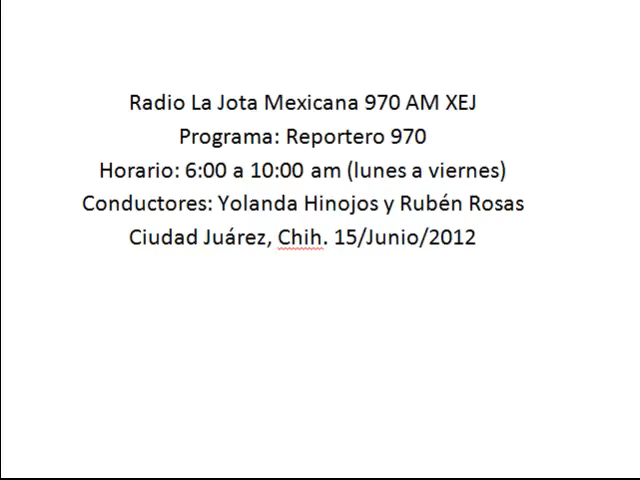 Radio La Jota Mexicana 970 AM XEJ
Programa: Reportero 970
Horario: 6:00 a 10:00 am (lunes a viernes)
Conductores: Yolanda Hinojos y Rubén Rosas
Ciudad Juárez, Chih. 15/Junio/2012